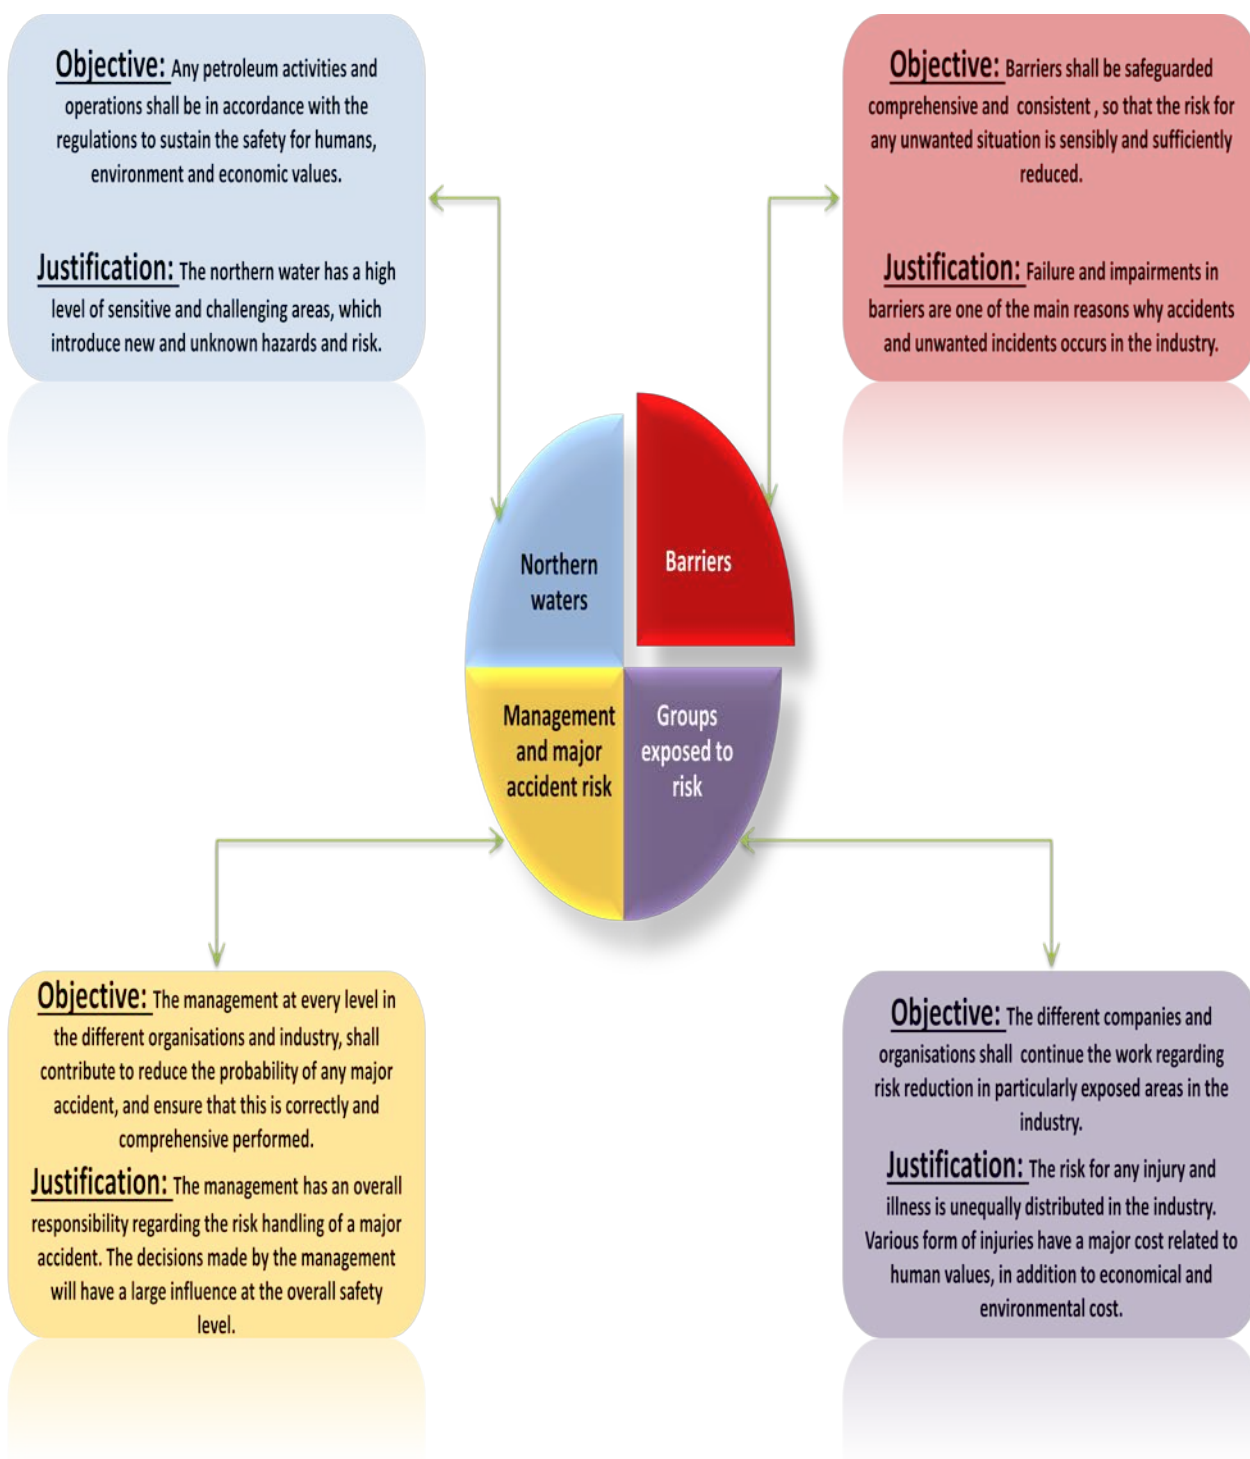 Objective: Any petroleum activities and
operations shall be in accordance with the
regulations to sustain the safety for humans,
environment and economic values.
Justification: The northern water has a high
level of sensitive and challenging areas, which
introduce new and unknown hazards and risk.
Objective: Barriers shall be safeguarded
comprehensive and consistent , so that the risk for
any unwanted situation is sensibly and sufficiently
reduced.
Justification: Failure and impairments in
barriers are one of the main reasons why accidents
and unwanted incidents occurs in the industry.
Northern
waters
Barriers
Management
and major
accident risk
Groups
exposed to
risk
Objective: The management at every level in
the different organisations and industry, shall
contribute to reduce the probability of any major
accident, and ensure that this is correctly and
comprehensive performed.
Justification: The management has an overall
responsibility regarding the risk handling of a major
accident. The decisions made by the management
will have a large influence at the overall safety
level.
Objective: The different companies and
organisations shall continue the work regarding
risk reduction in particularly exposed areas in the
industry.
Justification: The risk for any injury and
illness is unequally distributed in the industry.
Various form of injuries have a major cost related to
human values, in addition to economical and
environmental cost.